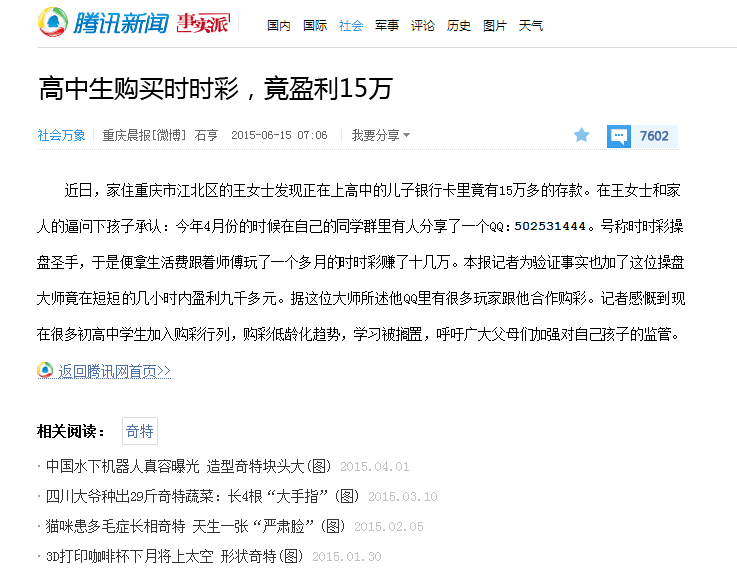 腾讯新闻 事实派 国内 国际 社会 军事 评论 历史 图片 天气
高中生购买时时彩，竟盈利15万
社会万象 重庆晨报[微博] 石亨 2015-06-15 07:06 我要分享 7602
近日，家住重庆市江北区的王女士发现正在上高中的儿子银行卡里竟有15万多的存款。在王女士和家
人的逼问下孩子承认：今年4月份的时候在自己的同学群里有人分享了一个QQ：502531444。号称时时彩操
盘圣手，于是便拿生活费跟着师傅玩了一个多月的时时彩赚了十几万。本报记者为验证事实也加了这位操盘
大师竟在短短的几小时内盈利九千多元。据这位大师所述他QQ里有很多玩家跟他合作购彩。记者感慨到现
在很多初高中学生加入购彩行列，购彩低龄化趋势，学习被搁置，呼吁广大父母们加强对自己孩子的监管。
返回腾讯网首页>>
相关阅读： 奇特
· 中国水下机器人真容曝光 造型奇特块头大(图) 2015.04.01
· 四川大爷种出29斤奇特蔬菜：长4根“大手指”(图) 2015.03.10
· 猫咪患多毛症长相奇特 天生一张“严肃脸”(图) 2015.02.05
· 3D打印咖啡杯下月将上太空 形状奇特(图) 2015.01.30